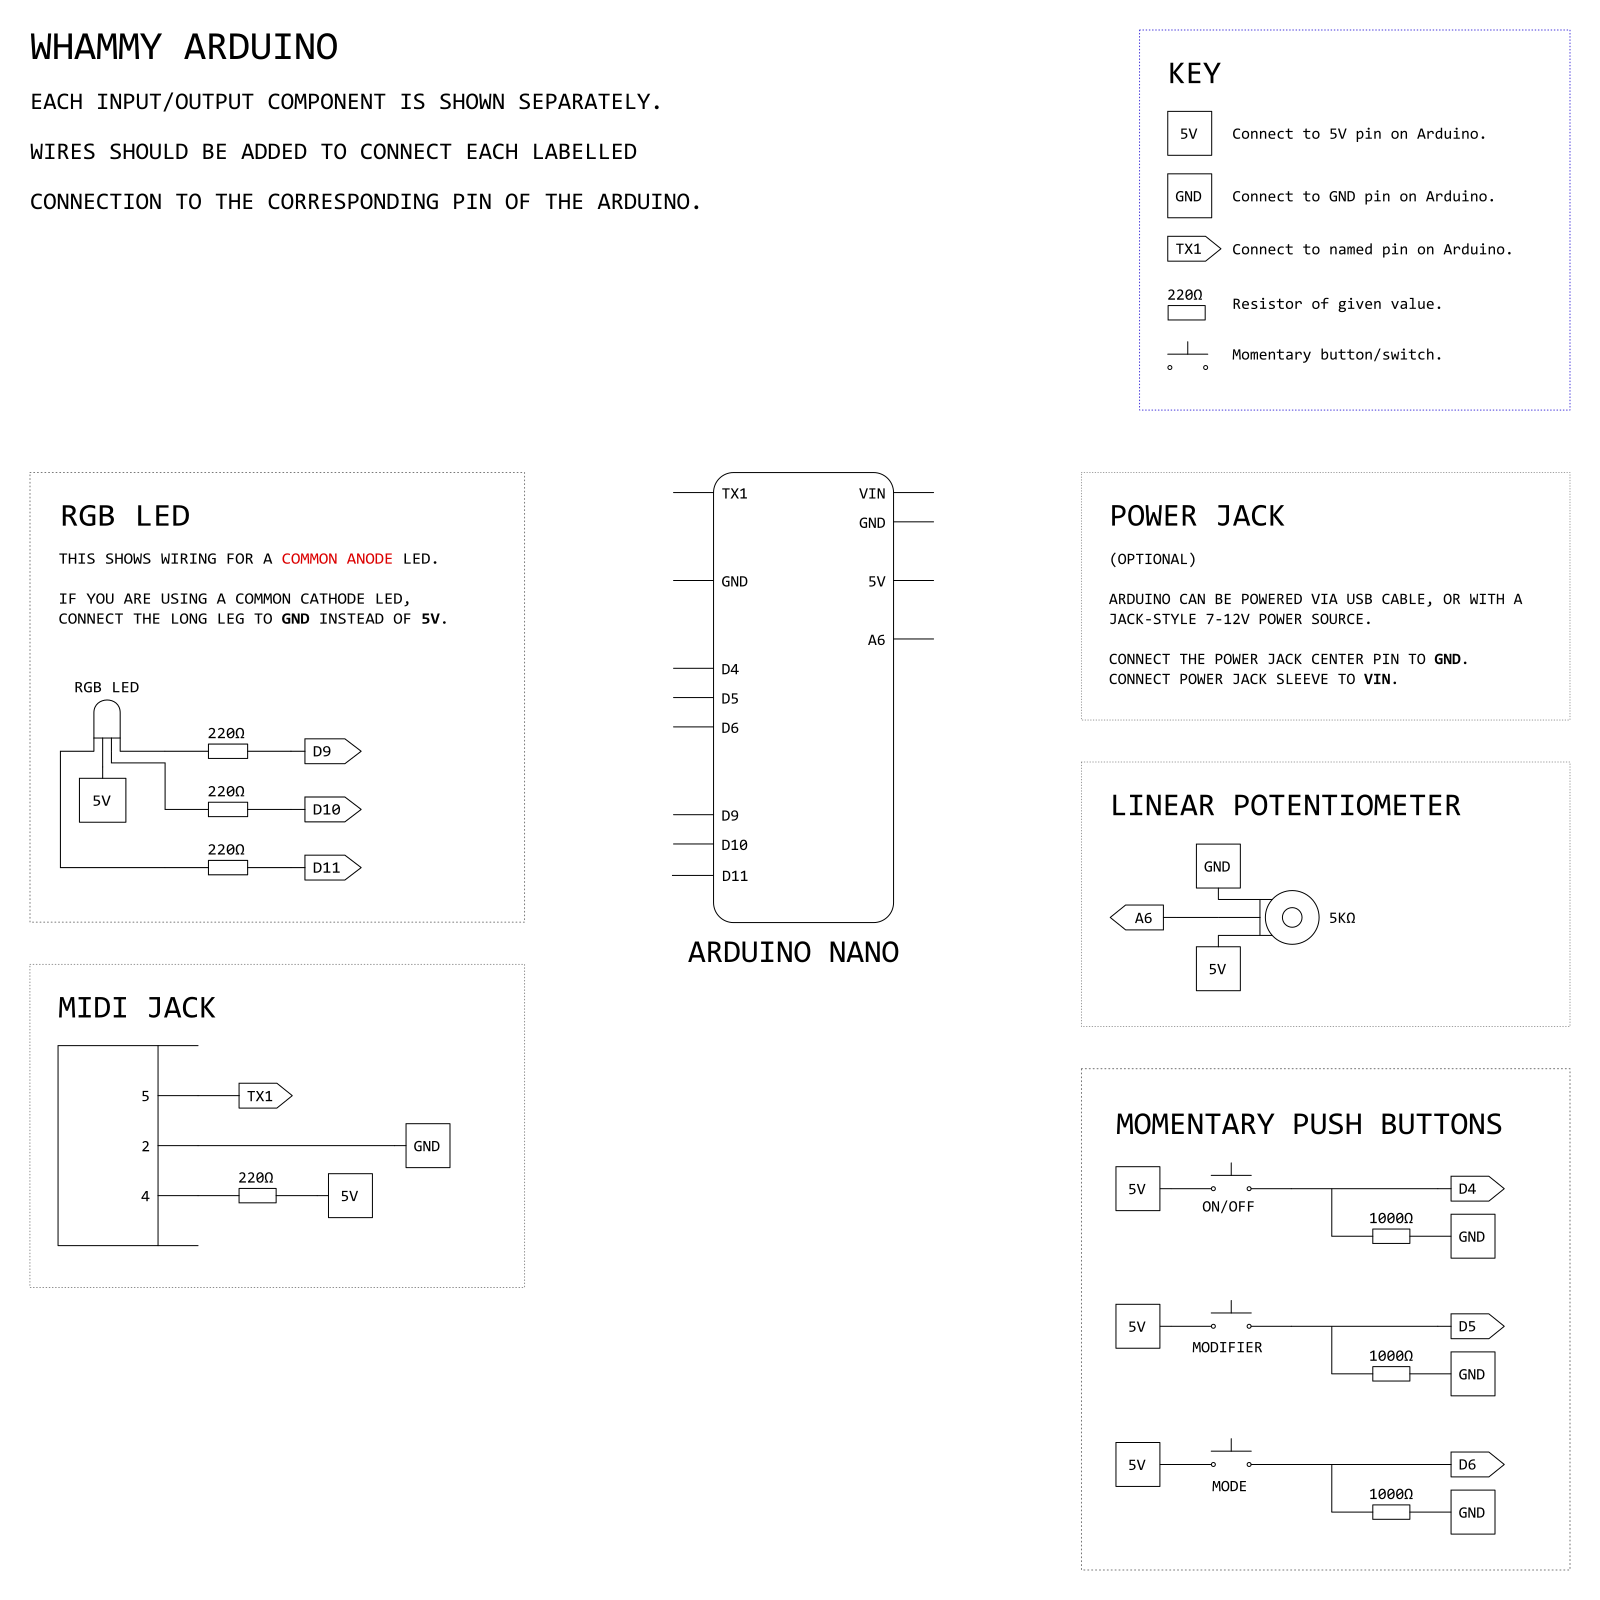 WHAMMY ARDUINO
EACH INPUT/OUTPUT COMPONENT IS SHOWN SEPARATELY.
WIRES SHOULD BE ADDED TO CONNECT EACH LABELLED
CONNECTION TO THE CORRESPONDING PIN OF THE ARDUINO.
KEY
5V Connect to 5V pin on Arduino.
GND Connect to GND pin on Arduino.
TX1 Connect to named pin on Arduino.
220Ω
Resistor of given value.
Momentary button/switch.
RGB LED
THIS SHOWS WIRING FOR A COMMON ANODE LED.
IF YOU ARE USING A COMMON CATHODE LED,
CONNECT THE LONG LEG TO GND INSTEAD OF 5V.
RGB LED
220Ω
D9
5V
220Ω
D10
220Ω
D11
MIDI JACK
5 TX1
2 GND
220Ω
4 5V
TX1 VIN
GND
GND 5V
A6
D4
D5
D6
D9
D10
D11
ARDUINO NANO
POWER JACK
(OPTIONAL)
ARDUINO CAN BE POWERED VIA USB CABLE, OR WITH A
JACK-STYLE 7-12V POWER SOURCE.
CONNECT THE POWER JACK CENTER PIN TO GND.
CONNECT POWER JACK SLEEVE TO VIN.
LINEAR POTENTIOMETER
GND
A6 5KΩ
5V
MOMENTARY PUSH BUTTONS
5V D4
ON/OFF
1000Ω
GND
5V D5
MODIFIER
1000Ω
GND
5V D6
MODE
1000Ω
GND